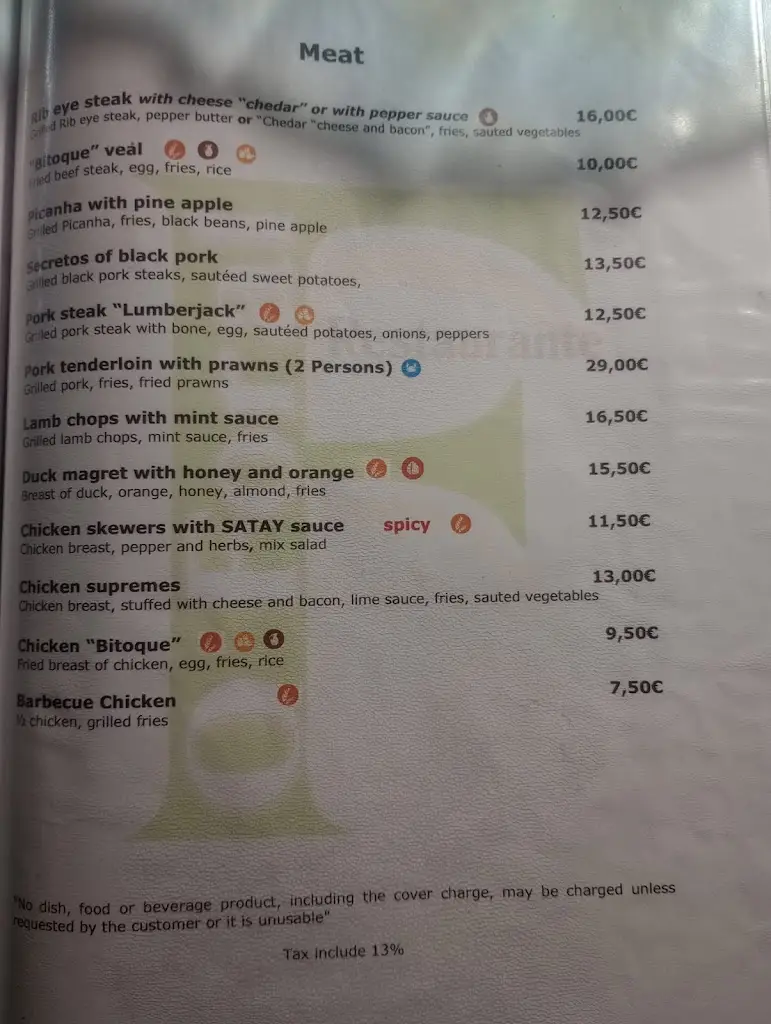 Meat
Rib eye steak with cheese "chedar" or with pepper sauce 16,00€
Grilled Rib eye steak, pepper butter or "Chedar "cheese and bacon", fries, sauted vegetables
"Bitoque" veal 10,00€
Fried beef steak, egg, fries, rice
Picanha with pine apple 12,50€
Grilled Picanha, fries, black beans, pine apple
Secretos of black pork 13,50€
Grilled black pork steaks, sautéed sweet potatoes,
Pork steak "Lumberjack" 12,50€
Grilled pork steak with bone, egg, sautéed potatoes, onions, peppers
Pork tenderloin with prawns (2 Persons) 29,00€
Grilled pork, fries, fried prawns
Lamb chops with mint sauce 16,50€
Grilled lamb chops, mint sauce, fries
Duck magret with honey and orange 15,50€
Breast of duck, orange, honey, almond, fries
Chicken skewers with SATAY sauce spicy 11,50€
Chicken breast, pepper and herbs, mix salad
Chicken supremes 13,00€
Chicken breast, stuffed with cheese and bacon, lime sauce, fries, sauted vegetables
Chicken "Bitoque" 9,50€
Fried breast of chicken, egg, fries, rice
Barbecue Chicken 7,50€
½ chicken, grilled fries
"No dish, food or beverage product, including the cover charge, may be charged unless
requested by the customer or it is unusable"
Tax include 13%